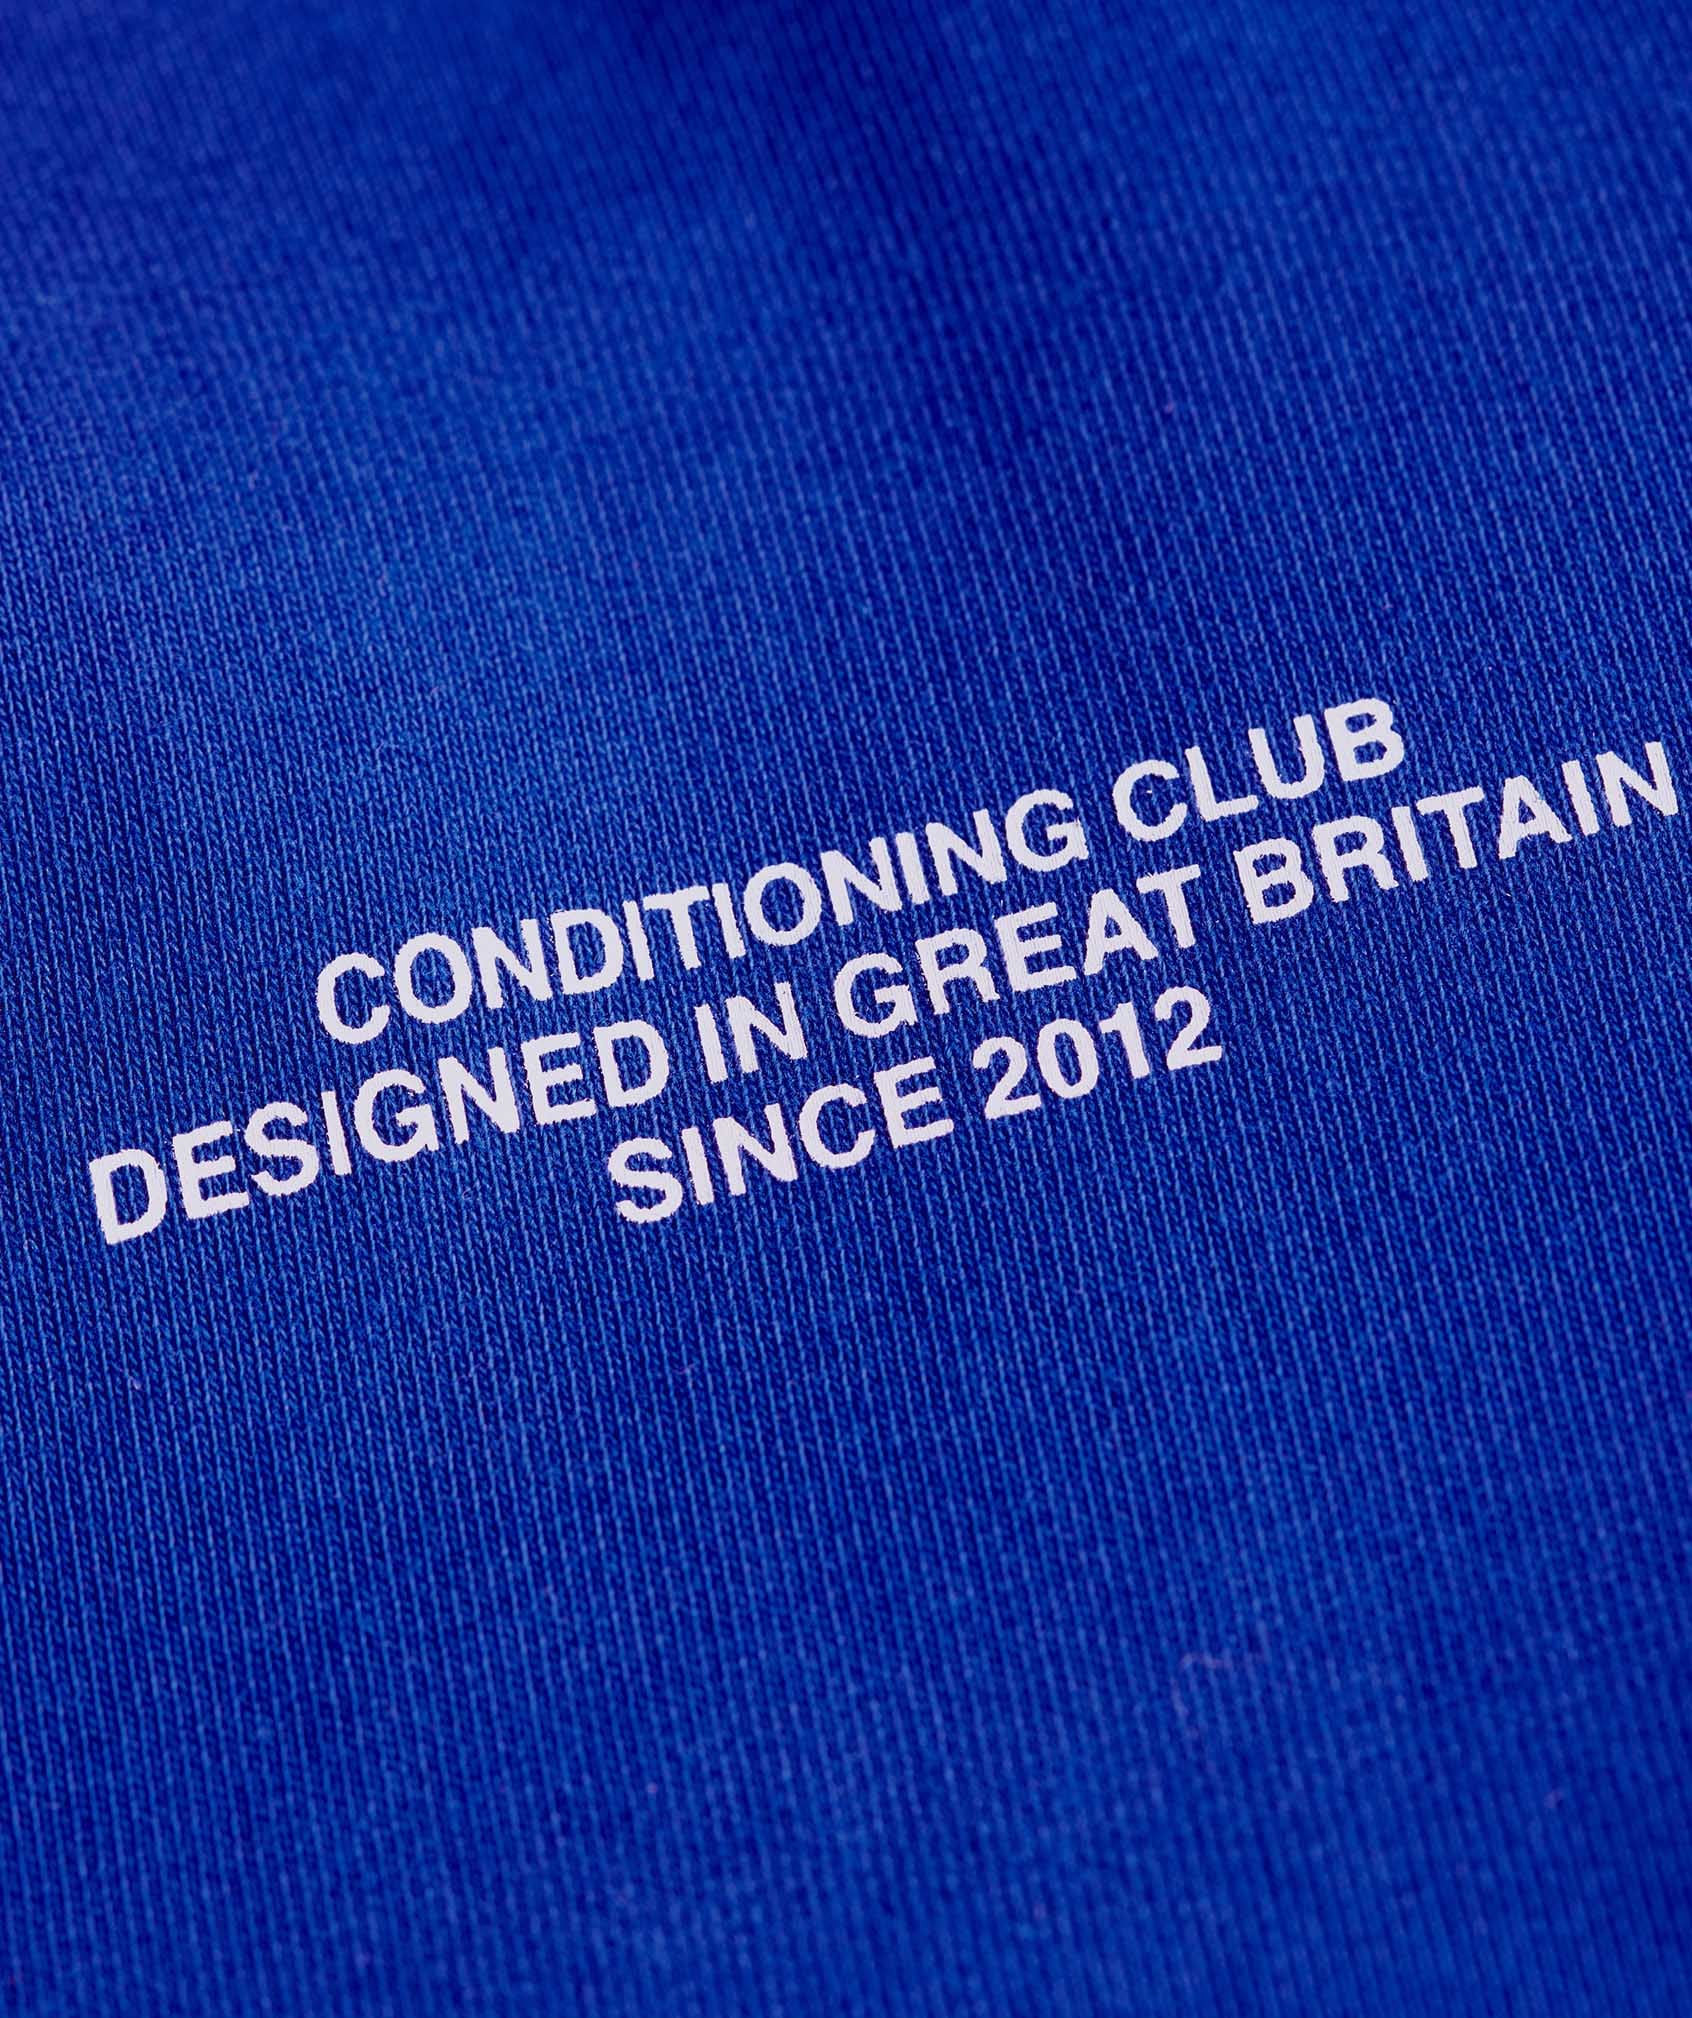 CONDITIONING CLUB
DESIGNED IN GREAT BRITAIN
SINCE 2012